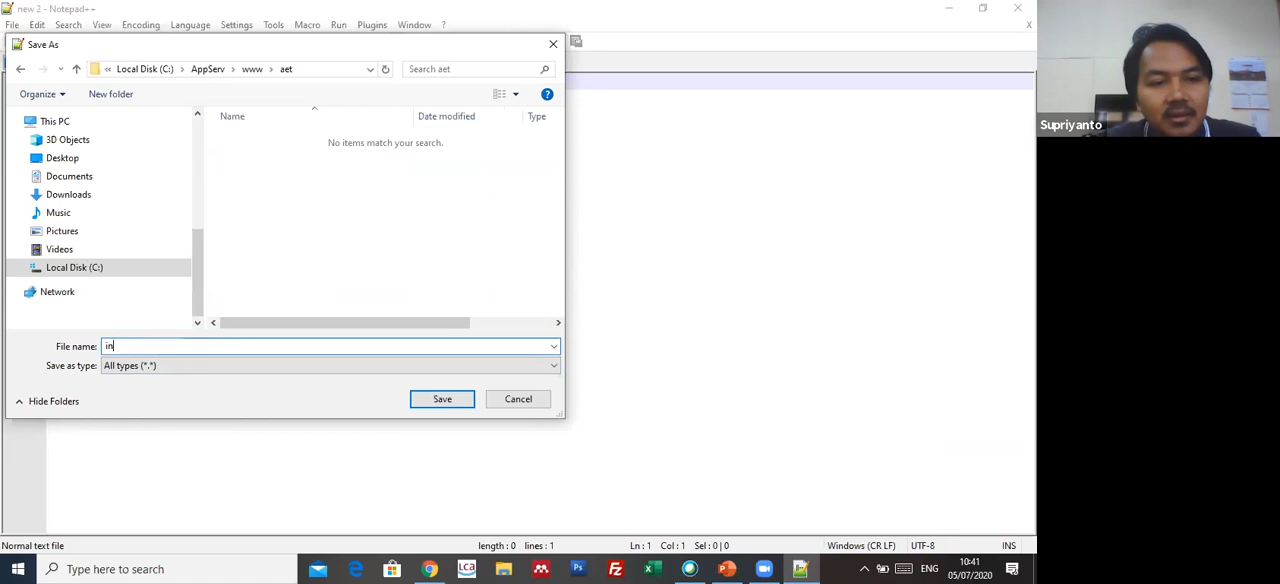 new 2 - Notepad++
File Edit Search View Encoding Language Settings Tools Macro Run Plugins Window ? X
Save As
« Local Disk (C:) > AppServ > www > aet
Search aet
Organize New folder
Name Date modified Type
No items match your search.
This PC
3D Objects
Desktop
Documents
Downloads
Music
Pictures
Videos
Local Disk (C:)
Network
File name: in
Save as type: All types (*.*)
Hide Folders
Save Cancel
Supriyanto
Normal text file length : 0 lines : 1 Ln : 1 Col : 1 Sel : 0 | 0 Windows (CR LF) UTF-8 INS
Type here to search
LCA
Ps
ENG
10:41
05/07/2020